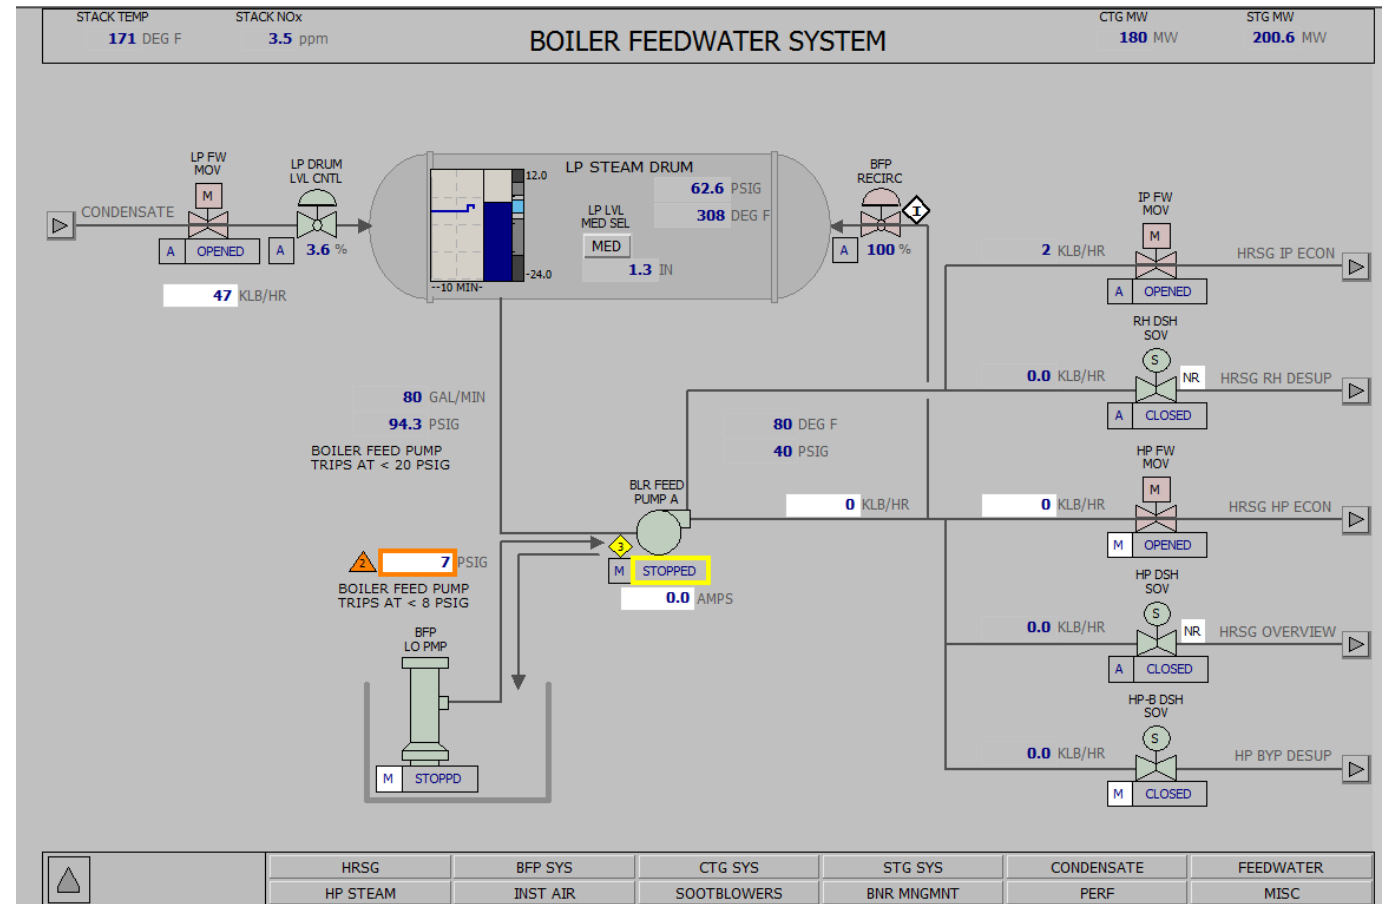 STACK TEMP STACK NOx CTG MW STG MW
171 DEG F 3.5 ppm BOILER FEEDWATER SYSTEM 180 MW 200.6 MW
LP FW
MOV
M
LP DRUM
LVL CNTL
CONDENSATE
A OPENED A 3.6 %
47 KLB/HR
12.0
-24.0
--10 MIN-
LP STEAM DRUM
62.6 PSIG
308 DEG F
LP LVL
MED SEL
MED
1.3 IN
BFP
RECIRC
I
A 100 %
IP FW
MOV
M
2 KLB/HR HRSG IP ECON
A OPENED
RH DSH
SOV
S
0.0 KLB/HR NR HRSG RH DESUP
A CLOSED
80 GAL/MIN
94.3 PSIG
BOILER FEED PUMP
TRIPS AT < 20 PSIG
80 DEG F
40 PSIG
BLR FEED
PUMP A
0 KLB/HR
HP FW
MOV
M
0 KLB/HR HRSG HP ECON
M OPENED
3
M STOPPED
0.0 AMPS
2 7 PSIG
BOILER FEED PUMP
TRIPS AT < 8 PSIG
BFP
LO PMP
M STOPPD
HP DSH
SOV
S
0.0 KLB/HR NR HRSG OVERVIEW
A CLOSED
HP-B DSH
SOV
S
0.0 KLB/HR HP BYP DESUP
M CLOSED
HRSG BFP SYS CTG SYS STG SYS CONDENSATE FEEDWATER
HP STEAM INST AIR SOOTBLOWERS BNR MNGMNT PERF MISC